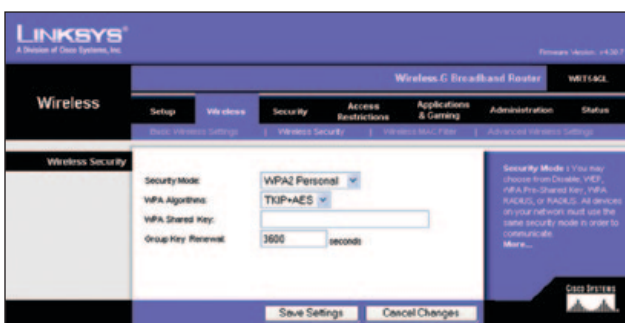 LINKSYS®
A Division of Cisco Systems, Inc.
Firmware Version: v4.30.7
Wireless-G Broadband Router
WRT54GL
Wireless
Setup
Wireless
Security
Access Restrictions
Applications & Gaming
Administration
Status
Basic Wireless Settings | Wireless Security | Wireless MAC Filter | Advanced Wireless Settings
Wireless Security
Security Mode:
WPA2 Personal
WPA Algorithms:
TKIP+AES
WPA Shared Key:
Group Key Renewal:
3600
seconds
Security Mode : You may
choose from Disable, WEP,
WPA Pre-Shared Key, WPA
RADIUS, or RADIUS. All devices
on your network must use the
same security mode in order to
communicate.
More...
Save Settings
Cancel Changes
CISCO SYSTEMS